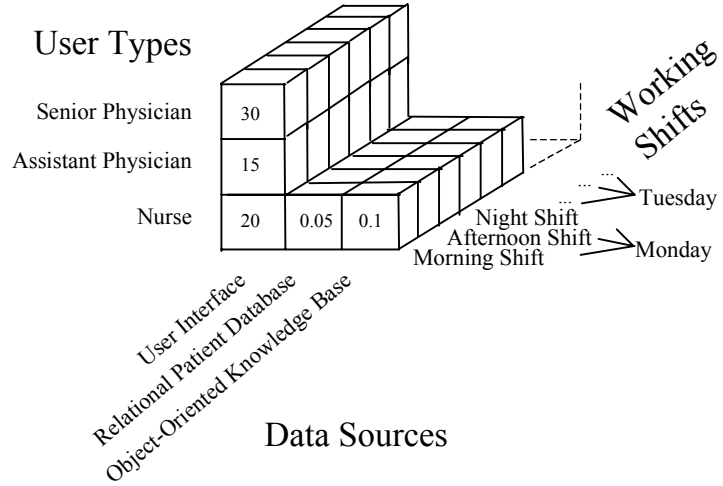 User Types
Working
Shifts
Senior Physician
30
Assistant Physician
15
Nurse
20
0.05
0.1
...
...
Tuesday
Night Shift
Afternoon Shift
Morning Shift
Monday
User Interface
Relational Patient Database
Object-Oriented Knowledge Base
Data Sources